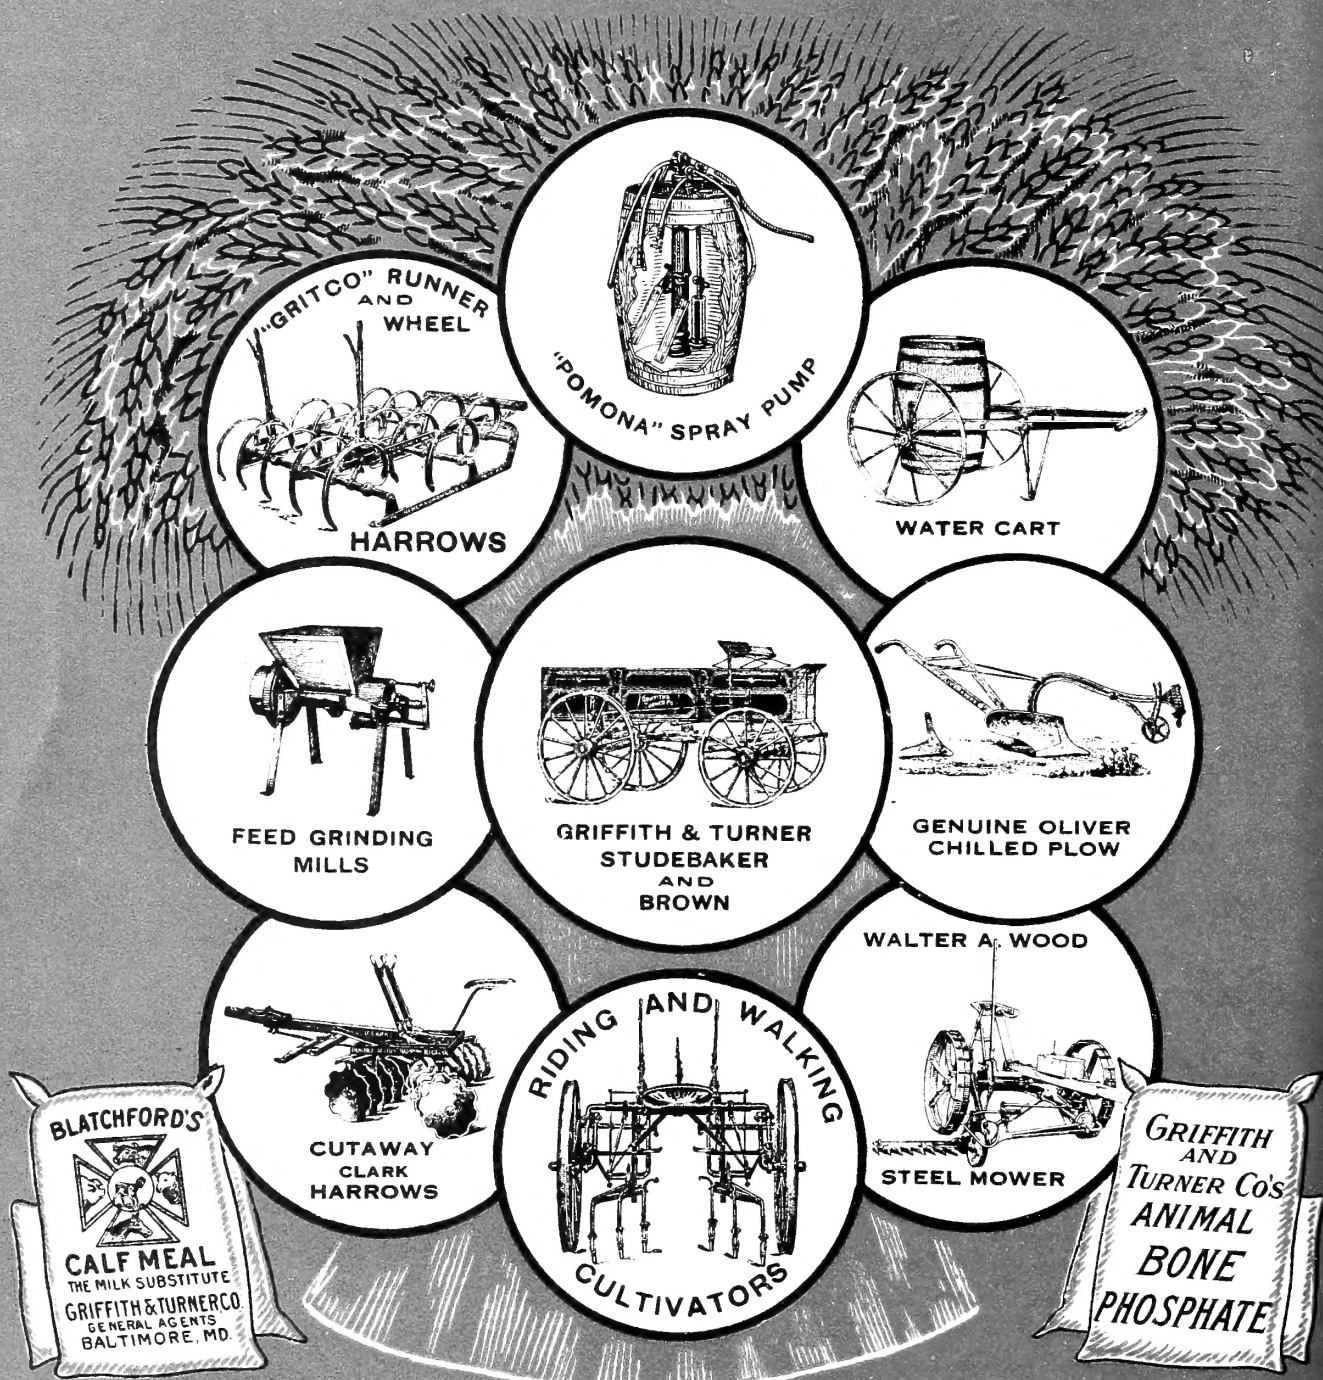 "POMONA" SPRAY PUMP
"GRITCO" RUNNER
AND
WHEEL
HARROWS
WATER CART
FEED GRINDING
MILLS
GRIFFITH & TURNER
STUDEBAKER
AND
BROWN
GENUINE OLIVER
CHILLED PLOW
CUTAWAY
CLARK
HARROWS
RIDING AND WALKING
CULTIVATORS
WALTER A. WOOD
STEEL MOWER
BLATCHFORD'S
CALF MEAL
THE MILK SUBSTITUTE
GRIFFITH & TURNER CO.
GENERAL AGENTS
BALTIMORE, MD.
GRIFFITH
AND
TURNER CO'S
ANIMAL
BONE
PHOSPHATE